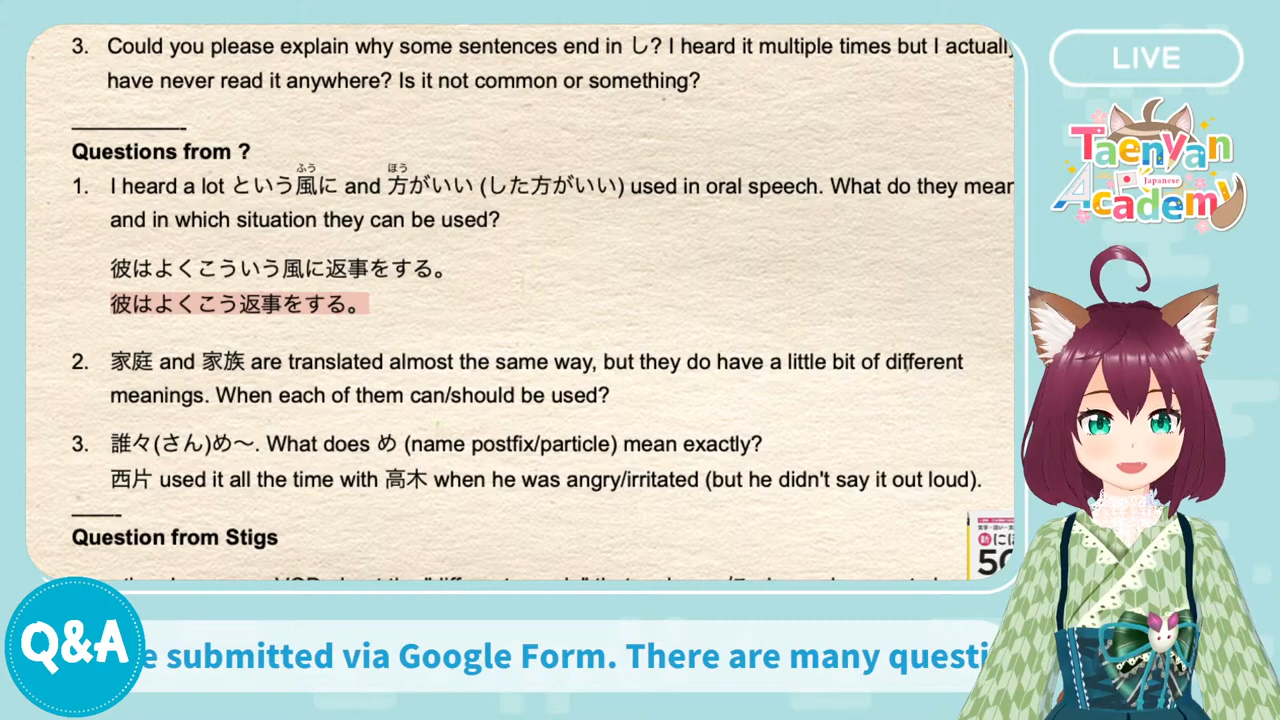 3. Could you please explain why some sentences end in し? I heard it multiple times but I actually
have never read it anywhere? Is it not common or something?
Questions from ?
ふう ほう
1. I heard a lot という風に and 方がいい (した方がいい) used in oral speech. What do they mean
and in which situation they can be used?
彼はよくこういう風に返事をする。
彼はよくこう返事をする。
2. 家庭 and 家族 are translated almost the same way, but they do have a little bit of different
meanings. When each of them can/should be used?
3. 誰々(さん)め〜. What does め (name postfix/particle) mean exactly?
西片 used it all the time with 高木 when he was angry/irritated (but he didn't say it out loud).
Question from Stigs
新 にほ
50
LIVE
Taenyan
Japanese
Academy
Q&A
e submitted via Google Form. There are many questi